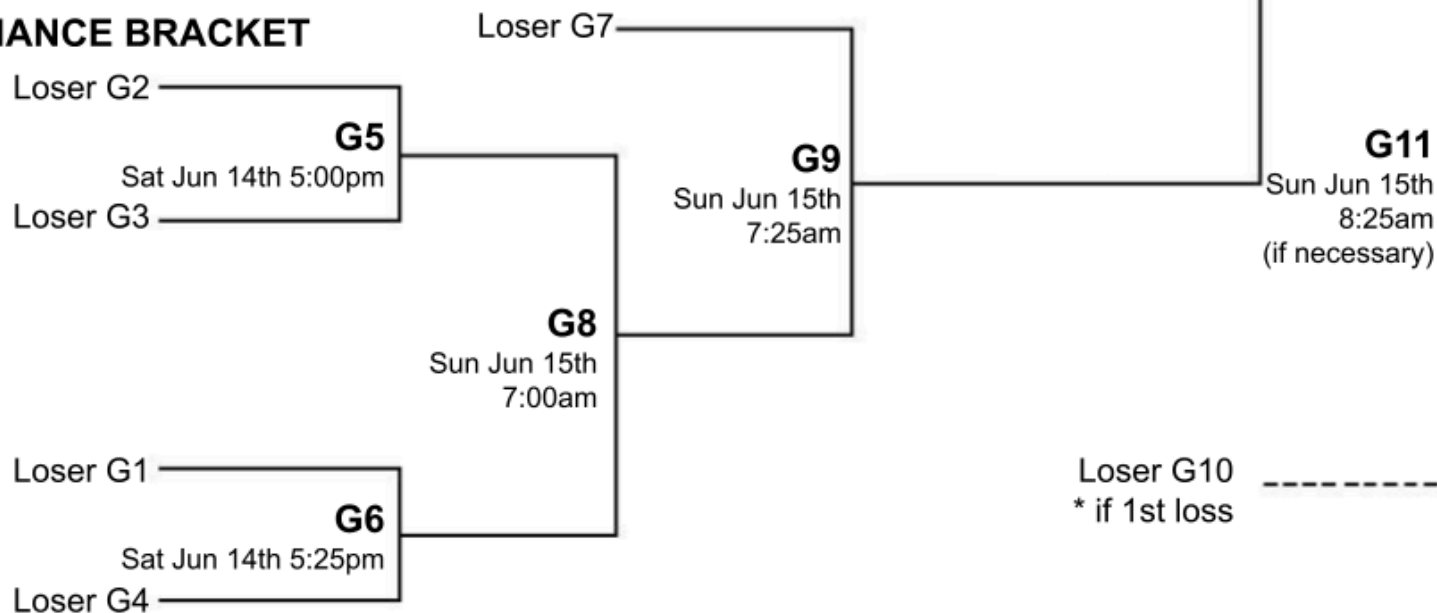 HANCE BRACKET
Loser G7
Loser G2
G5
Sat Jun 14th 5:00pm
Loser G3
G9
Sun Jun 15th
7:25am
G11
Sun Jun 15th
8:25am
(if necessary)
G8
Sun Jun 15th
7:00am
Loser G1
G6
Sat Jun 14th 5:25pm
Loser G4
Loser G10
* if 1st loss